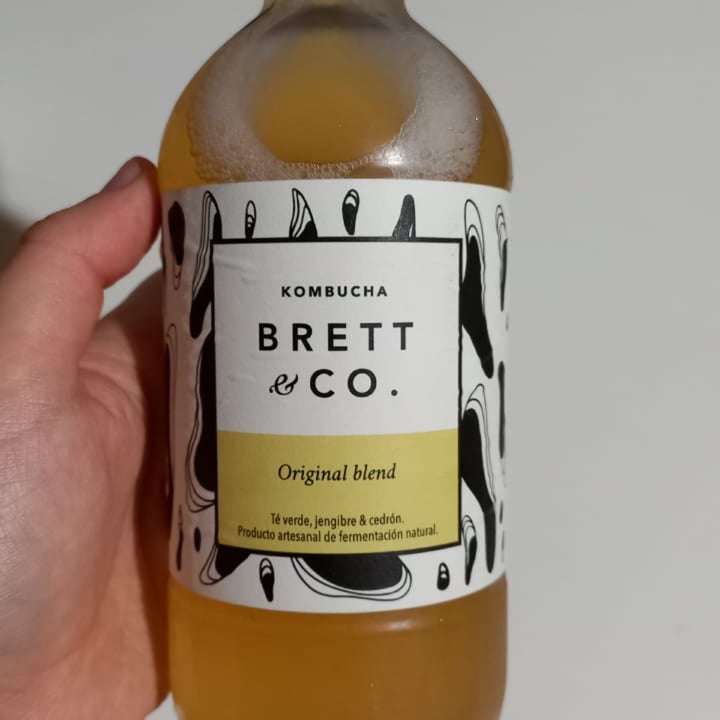 KOMBUCHA
BRETT
& CO.
Original blend
Té verde, jengibre & cedrón.
Producto artesanal de fermentación natural.